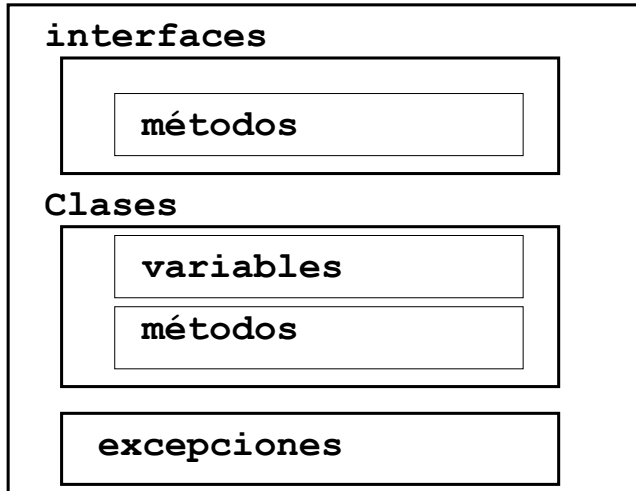 interfaces
métodos
Clases
variables
métodos
excepciones